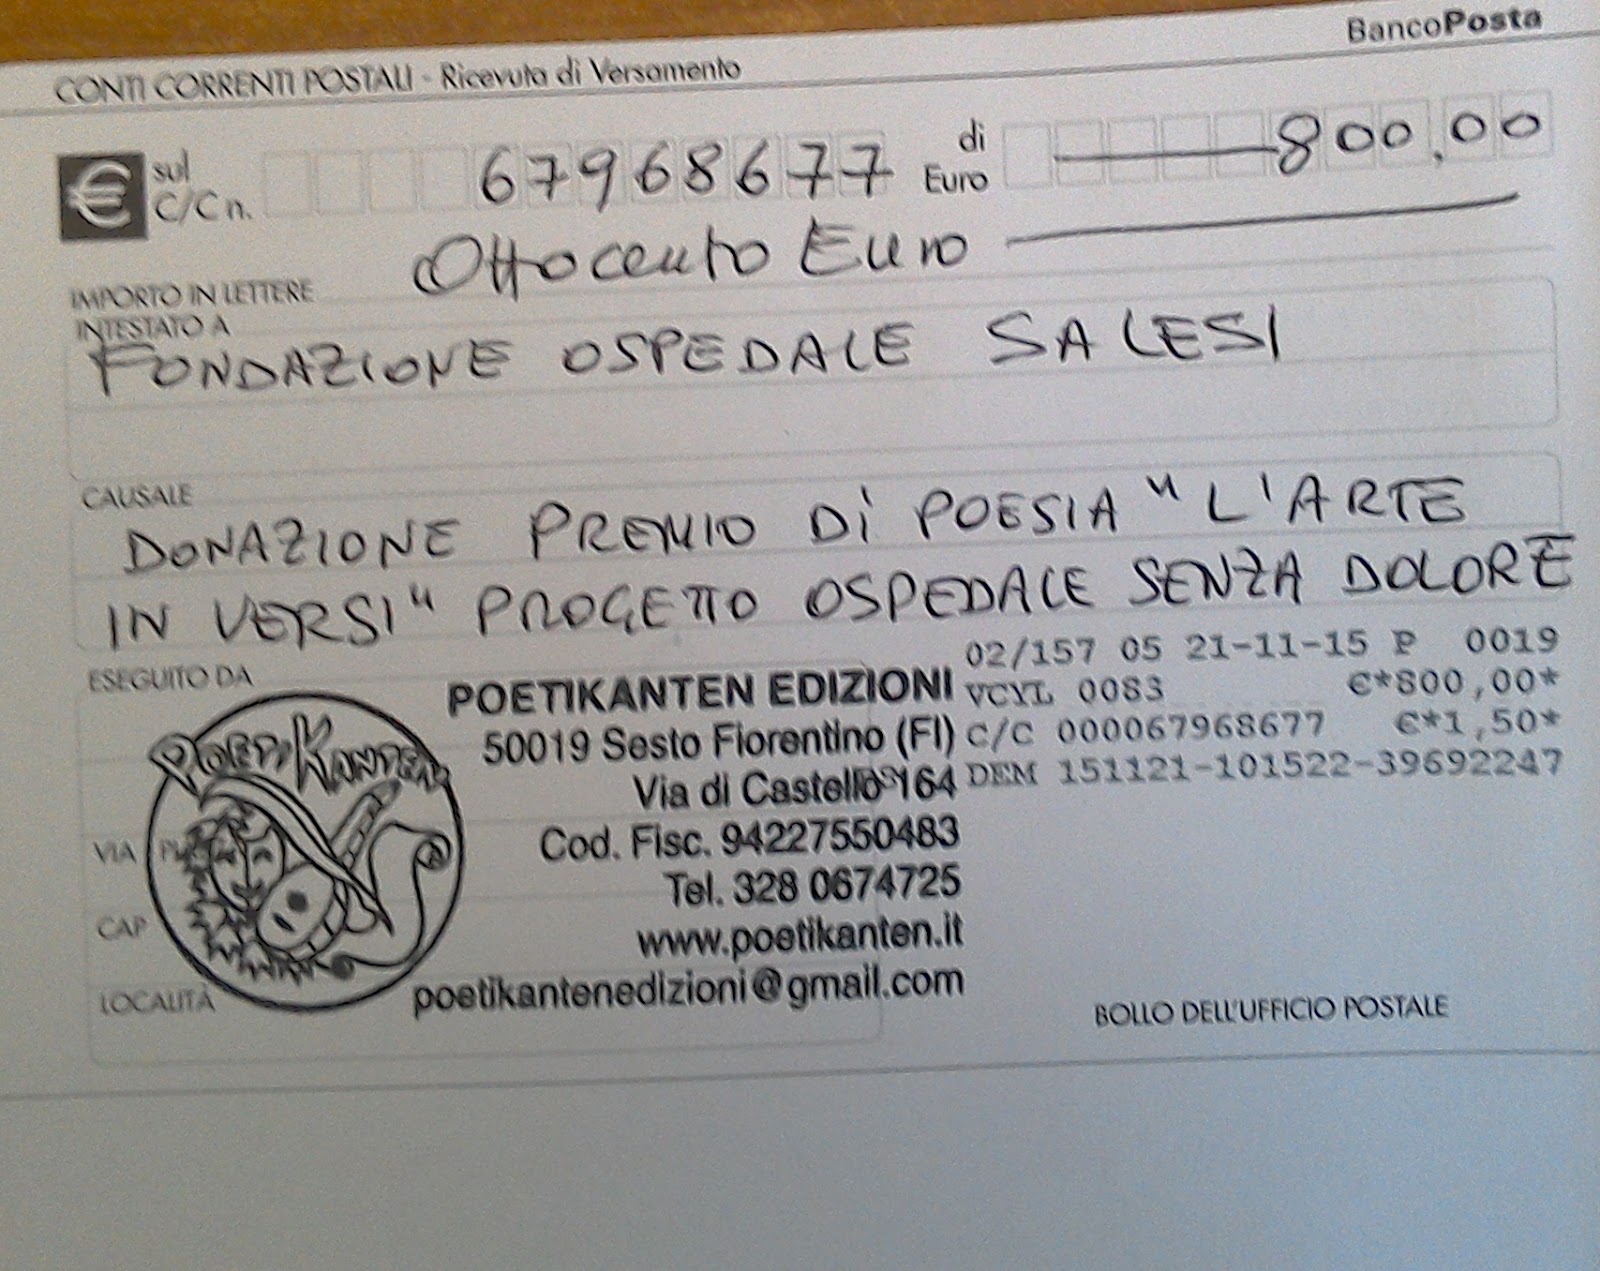 BancoPosta
CONTI CORRENTI POSTALI - Ricevuta di Versamento
€ sul C/C n. 67968677 di Euro 800,00
IMPORTO IN LETTERE Ottocento Euro
INTESTATO A
FONDAZIONE OSPEDALE SALESI
CAUSALE
DONAZIONE PREMIO DI POESIA "L'ARTE
IN VERSI" PROGETTO OSPEDALE SENZA DOLORE
ESEGUITO DA
POETIKANTEN
POETIKANTEN EDIZIONI
50019 Sesto Fiorentino (FI)
Via di Castello 164
Cod. Fisc. 94227550483
Tel. 328 0674725
www.poetikanten.it
poetikantenedizioni@gmail.com
VIA
CAP
LOCALITÀ
02/157 05 21-11-15 P 0019
VCYL 0083 €*800,00*
C/C 000067968677 €*1,50*
DEM 151121-101522-39692247
BOLLO DELL'UFFICIO POSTALE